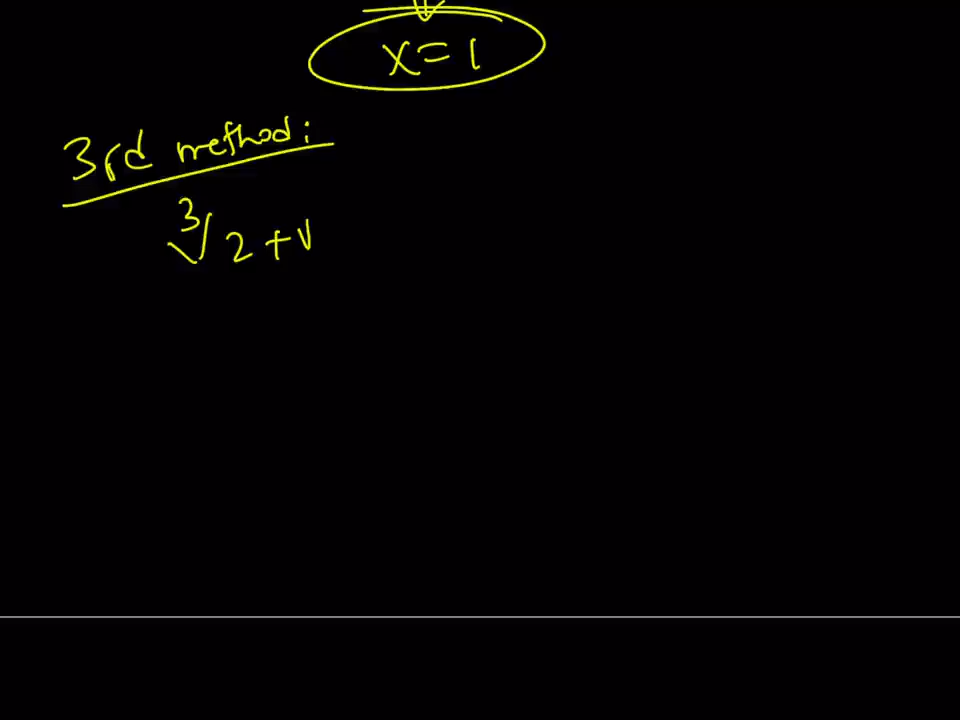 x = 1
3rd method:
∛2 + √